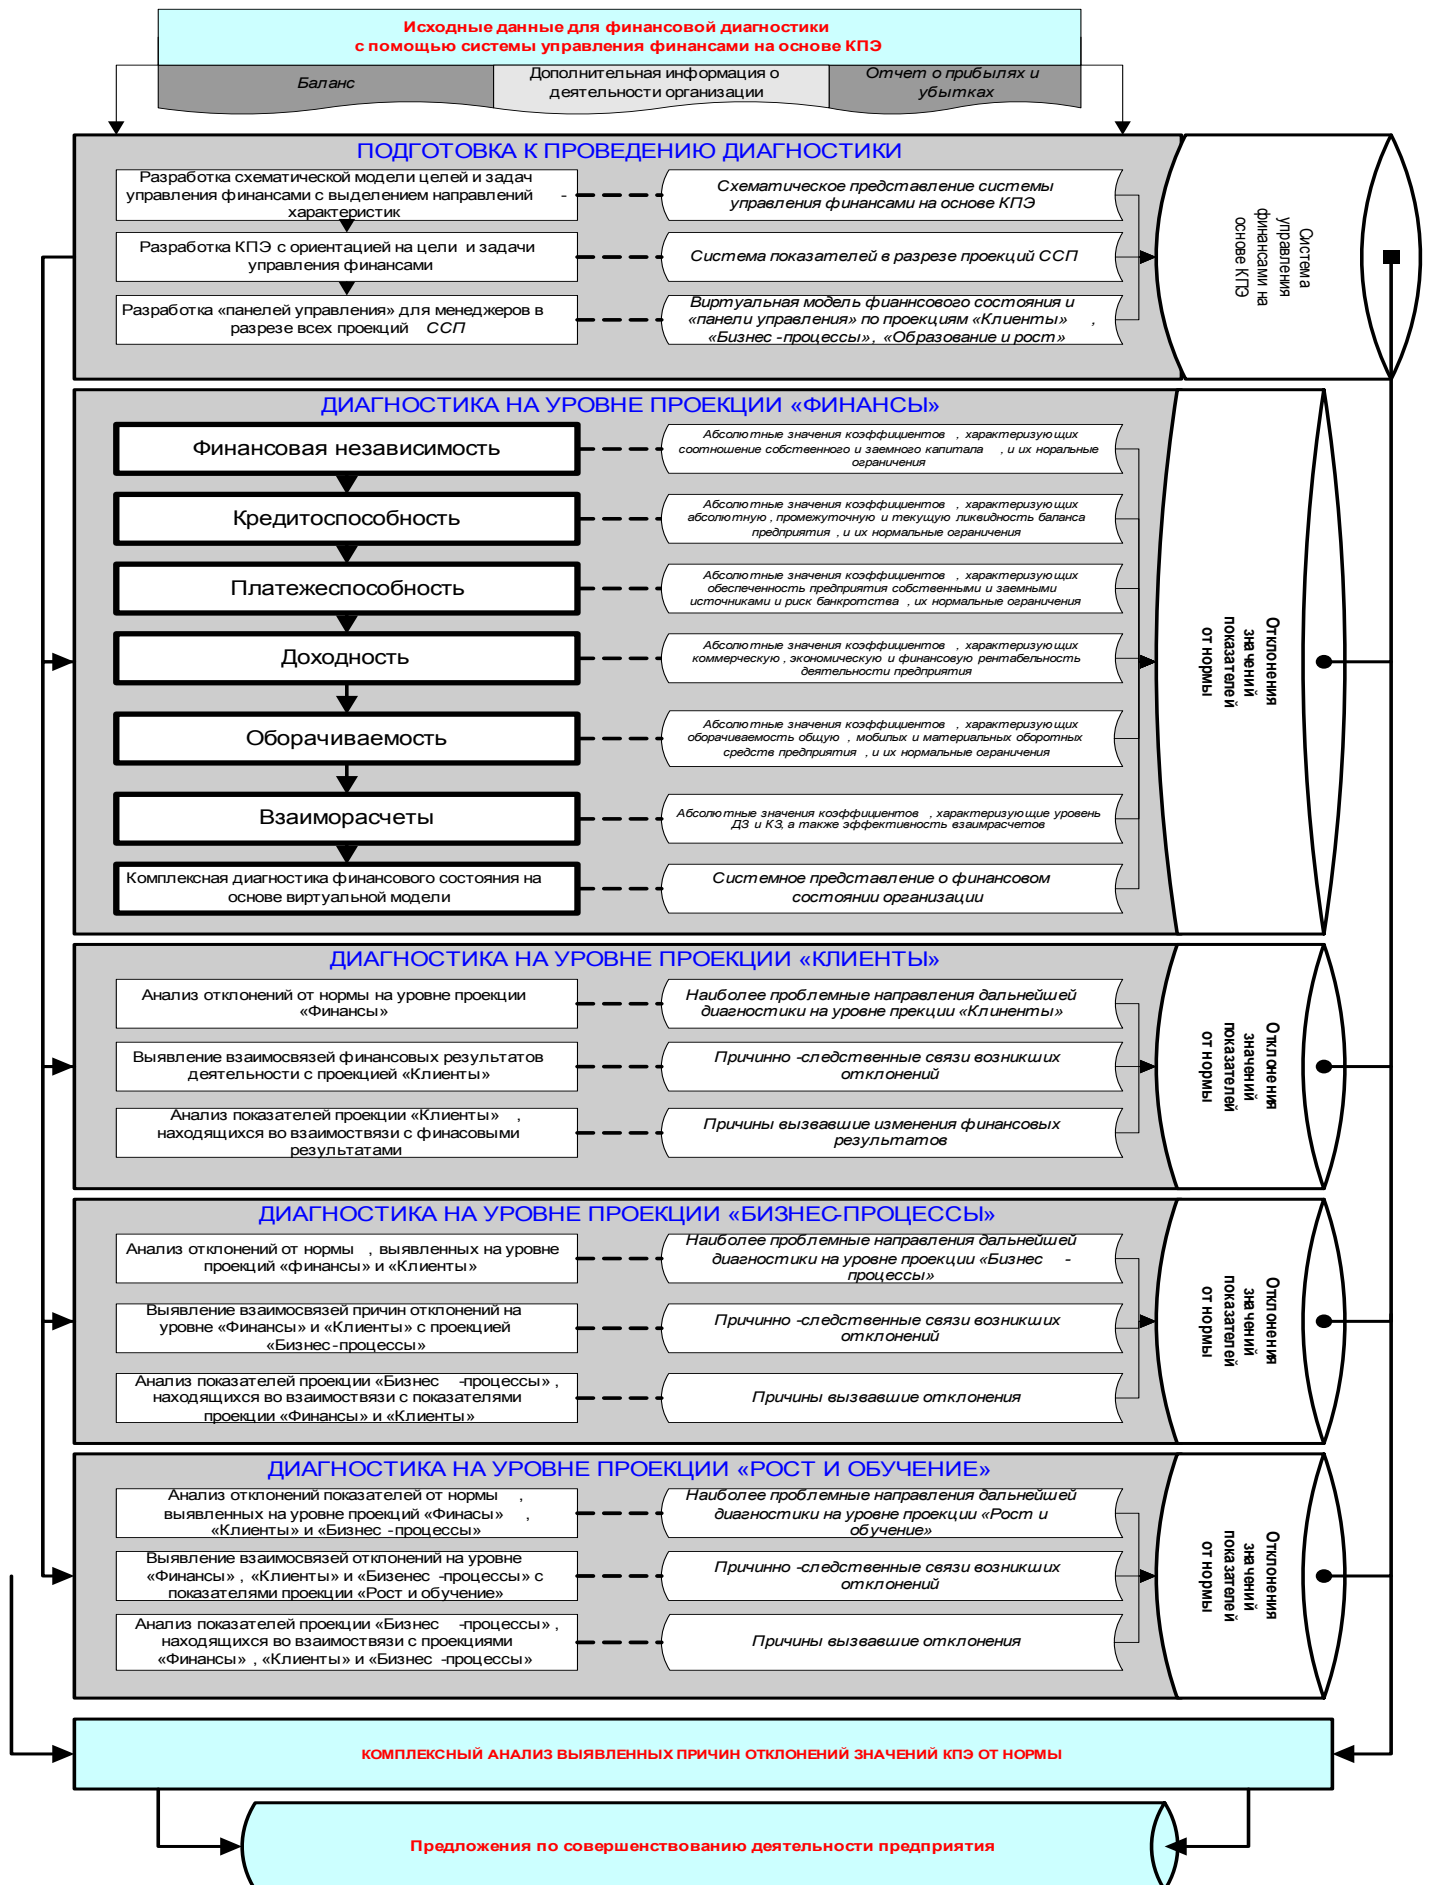 Исходные данные для финансовой диагностики
с помощью системы управления финансами на основе КПЭ
Баланс
Дополнительная информация о
деятельности организации
Отчет о прибылях и
убытках
ПОДГОТОВКА К ПРОВЕДЕНИЮ ДИАГНОСТИКИ
Разработка схематической модели целей и задач
управления финансами с выделением направлений -
характеристик
Схематическое представление системы
управления финансами на основе КПЭ
Разработка КПЭ с ориентацией на цели и задачи
управления финансами
Система показателей в разрезе проекций ССП
Разработка «панелей управления» для менеджеров в
разрезе всех проекций ССП
Виртуальная модель фианнсового состояния и
«панели управления» по проекциям «Клиенты» ,
«Бизнес -процессы», «Образование и рост»
Система
управления
финансами на
основе КПЭ
ДИАГНОСТИКА НА УРОВНЕ ПРОЕКЦИИ «ФИНАНСЫ»
Финансовая независимость
Абсолютные значения коэффициентов , характеризующих
соотношение собственного и заемного капитала , и их норальные
ограничения
Кредитоспособность
Абсолютные значения коэффициентов , характеризующих
абсолютную , промежуточную и текущую ликвидность баланса
предприятия , и их нормальные ограничения
Платежеспособность
Абсолютные значения коэффициентов , характеризующих
обеспеченность предприятия собственными и заемными
источниками и риск банкротства , их нормальные ограничения
Доходность
Абсолютные значения коэффициентов , характеризующих
коммерческую , экономическую и финансовую рентабельность
деятельности предприятия
Оборачиваемость
Абсолютные значения коэффициентов , характеризующих
оборачиваемость общую , мобилых и материальных оборотных
средств предприятия , и их нормальные ограничения
Взаиморасчеты
Абсолютные значения коэффициентов , характеризующие уровень
ДЗ и КЗ, а также эффективность взаимрасчетов
Комплексная диагностика финансового состояния на
основе виртуальной модели
Системное представление о финансовом
состоянии организации
Отклонения
значений
показателей
от нормы
ДИАГНОСТИКА НА УРОВНЕ ПРОЕКЦИИ «КЛИЕНТЫ»
Анализ отклонений от нормы на уровне проекции
«Финансы»
Наиболее проблемные направления дальнейшей
диагностики на уровне прекции «Клиненты»
Выявление взаимосвязей финансовых результатов
деятельности с проекцией «Клиенты»
Причинно -следственные связи возникших
отклонений
Анализ показателей проекции «Клиенты» ,
находящихся во взаимоствязи с финасовыми
результатами
Причины вызвавшие изменения финансовых
результатов
Отклонения
значений
показателей
от нормы
ДИАГНОСТИКА НА УРОВНЕ ПРОЕКЦИИ «БИЗНЕС-ПРОЦЕССЫ»
Анализ отклонений от нормы , выявленных на уровне
проекций «финансы» и «Клиенты»
Наиболее проблемные направления дальнейшей
диагностики на уровне проекции «Бизнес -
процессы»
Выявление взаимосвязей причин отклонений на
уровне «Финансы» и «Клиенты» с проекцией
«Бизнес-процессы»
Причинно -следственные связи возникших
отклонений
Анализ показателей проекции «Бизнес -процессы» ,
находящихся во взаимоствязи с показателями
проекции «Финансы» и «Клиенты»
Причины вызвавшие отклонения
Отклонения
значений
показателей
от нормы
ДИАГНОСТИКА НА УРОВНЕ ПРОЕКЦИИ «РОСТ И ОБУЧЕНИЕ»
Анализ отклонений показателей от нормы ,
выявленных на уровне проекций «Финасы» ,
«Клиенты» и «Бизнес -процессы»
Наиболее проблемные направления дальнейшей
диагностики на уровне проекции «Рост и
обучение»
Выявление взаимосвязей отклонений на уровне
«Финансы» , «Клиенты» и «Бизенес -процессы» с
показателями проекции «Рост и обучение»
Причинно -следственные связи возникших
отклонений
Анализ показателей проекции «Бизнес -процессы» ,
находящихся во взаимоствязи с проекциями
«Финансы» , «Клиенты» и «Бизнес -процессы»
Причины вызвавшие отклонения
Отклонения
значений
показателей
от нормы
КОМПЛЕКСНЫЙ АНАЛИЗ ВЫЯВЛЕННЫХ ПРИЧИН ОТКЛОНЕНИЙ ЗНАЧЕНИЙ КПЭ ОТ НОРМЫ
Предложения по совершенствованию деятельности предприятия